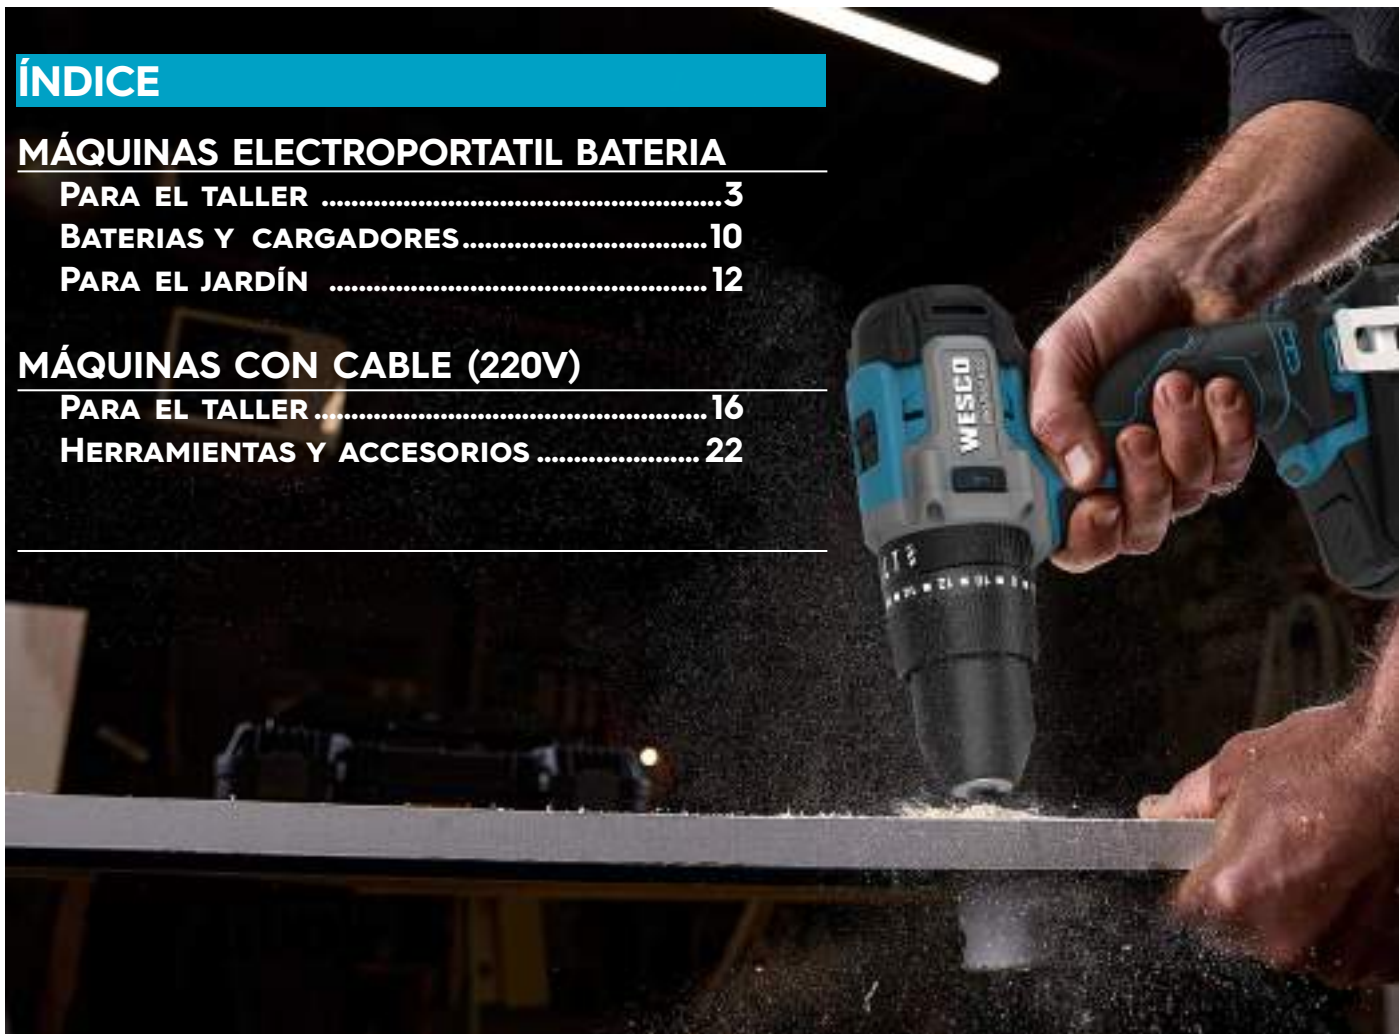 ÍNDICE
MÁQUINAS ELECTROPORTATIL BATERIA
PARA EL TALLER ......................................................3
BATERIAS Y CARGADORES.................................10
PARA EL JARDÍN ...................................................12
MÁQUINAS CON CABLE (220V)
PARA EL TALLER.....................................................16
HERRAMIENTAS Y ACCESORIOS ...................... 22
WESCO